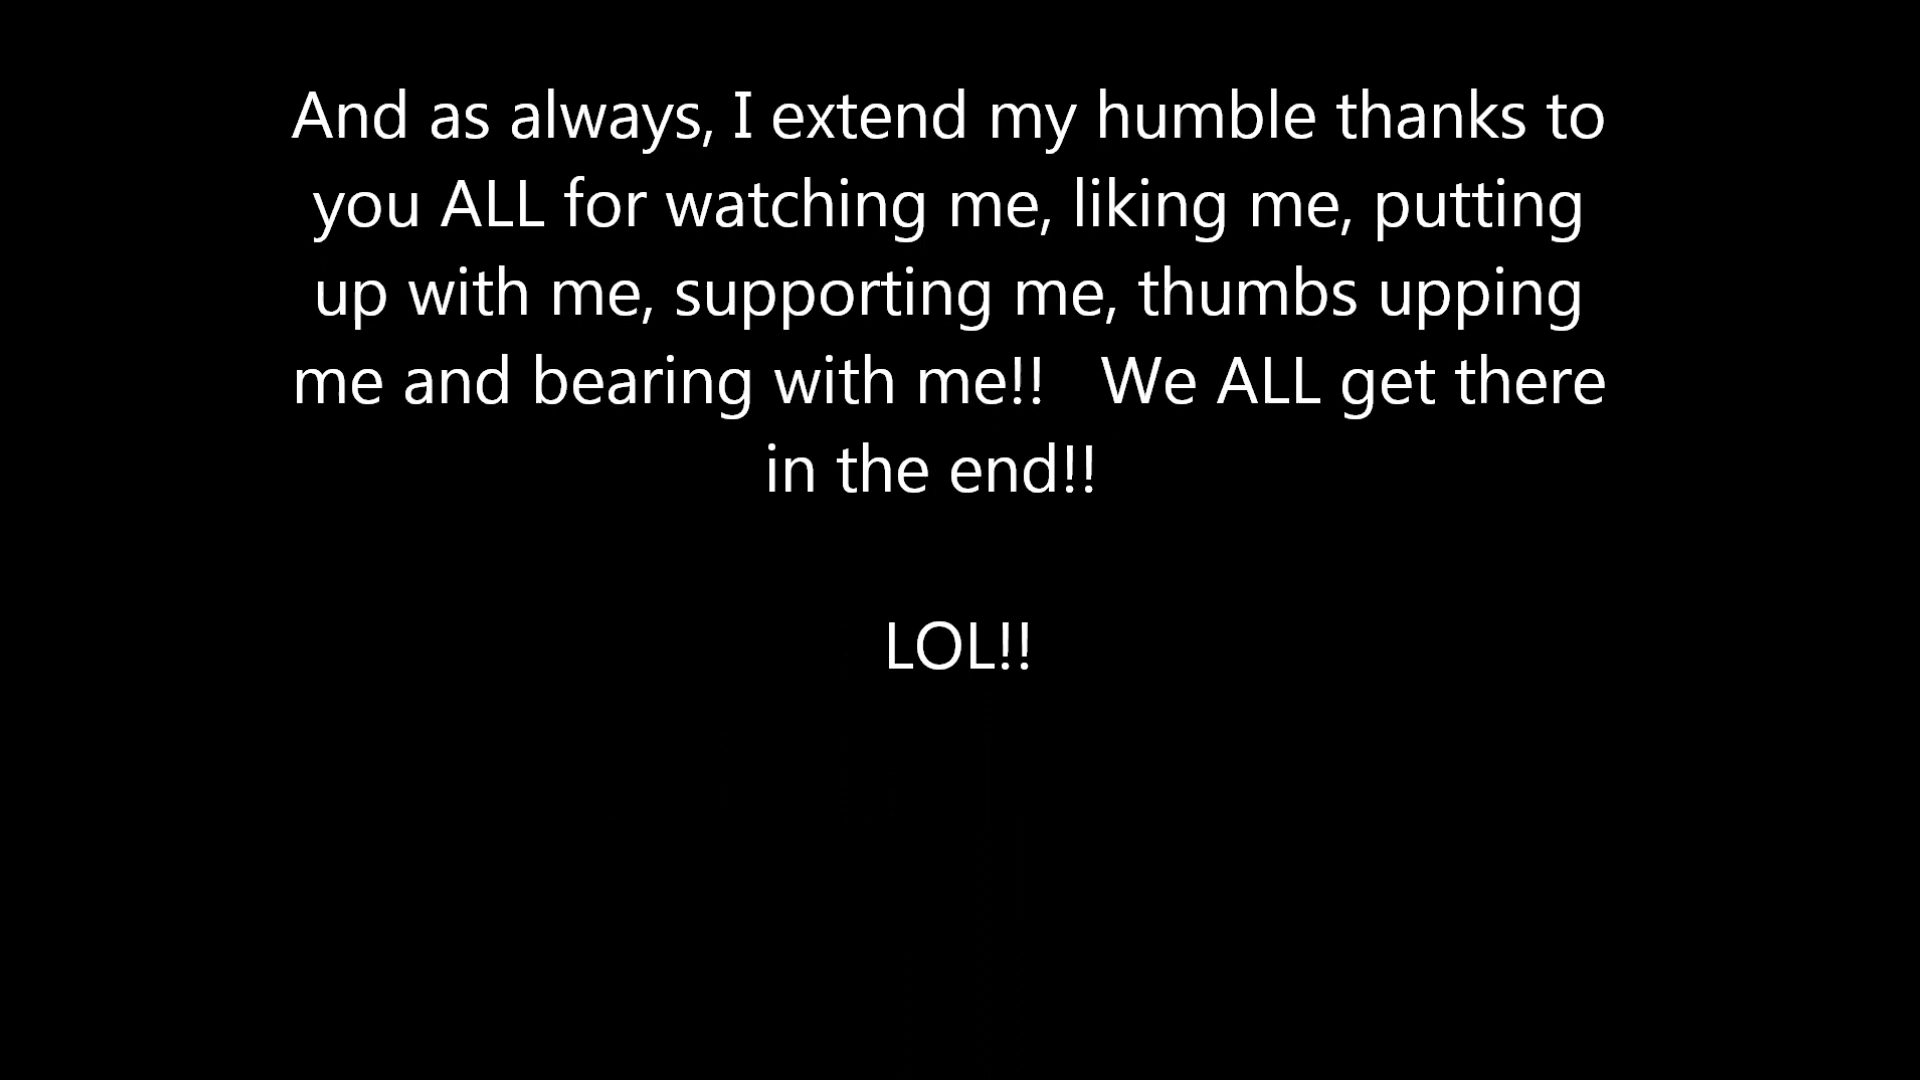 And as always, I extend my humble thanks to
you ALL for watching me, liking me, putting
up with me, supporting me, thumbs upping
me and bearing with me!!   We ALL get there
in the end!!
LOL!!